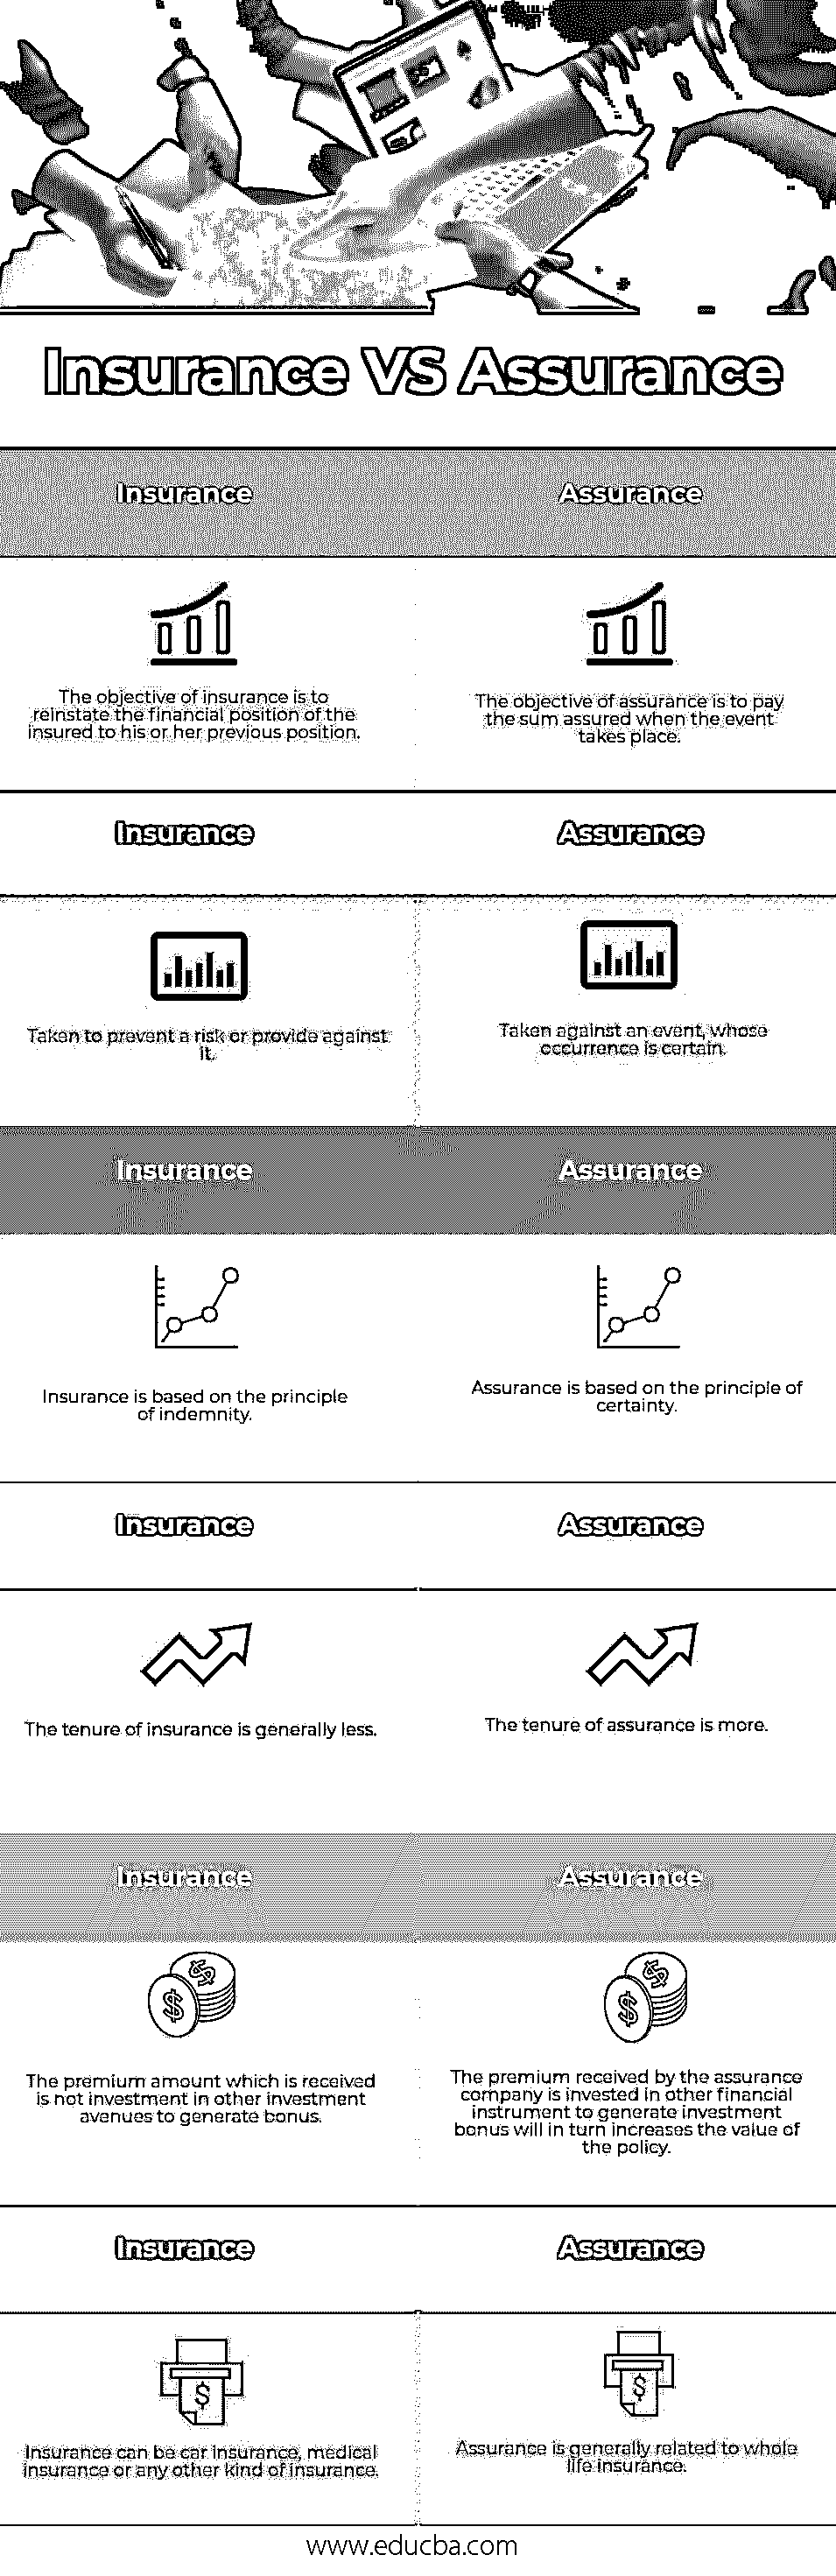 Insurance VS Assurance
Insurance
Assurance
The objective of insurance is to
reinstate the financial position of the
insured to his or her previous position.
The objective of assurance is to pay
the sum assured when the event
takes place.
Insurance
Assurance
Taken to prevent a risk or provide against
it.
Taken against an event, whose
occurrence is certain.
Insurance
Assurance
Insurance is based on the principle
of indemnity.
Assurance is based on the principle of
certainty.
Insurance
Assurance
The tenure of insurance is generally less.
The tenure of assurance is more.
Insurance
Assurance
The premium amount which is received
is not investment in other investment
avenues to generate bonus.
The premium received by the assurance
company is invested in other financial
instrument to generate investment
bonus will in turn increases the value of
the policy.
Insurance
Assurance
Insurance can be car insurance, medical
insurance or any other kind of insurance.
Assurance is generally related to whole
life insurance.
www.educba.com